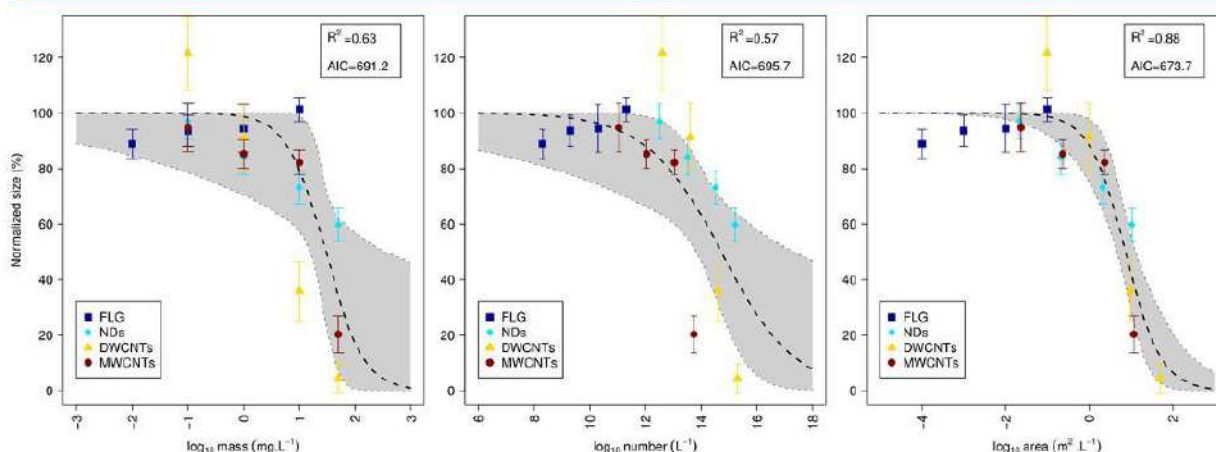 R²=0.63
AIC=691.2
R²=0.57
AIC=695.7
R²=0.88
AIC=673.7
Normalized size (%)
120
100
80
60
40
20
0
FLG
NDs
DWCNTs
MWCNTs
-3 -2 -1 0 1 2 3
log₁₀ mass (mg.L⁻¹)
120
100
80
60
40
20
0
FLG
NDs
DWCNTs
MWCNTs
6 8 10 12 14 16 18
log₁₀ number (L⁻¹)
120
100
80
60
40
20
0
FLG
NDs
DWCNTs
MWCNTs
-4 -2 0 2
log₁₀ area (m².L⁻¹)